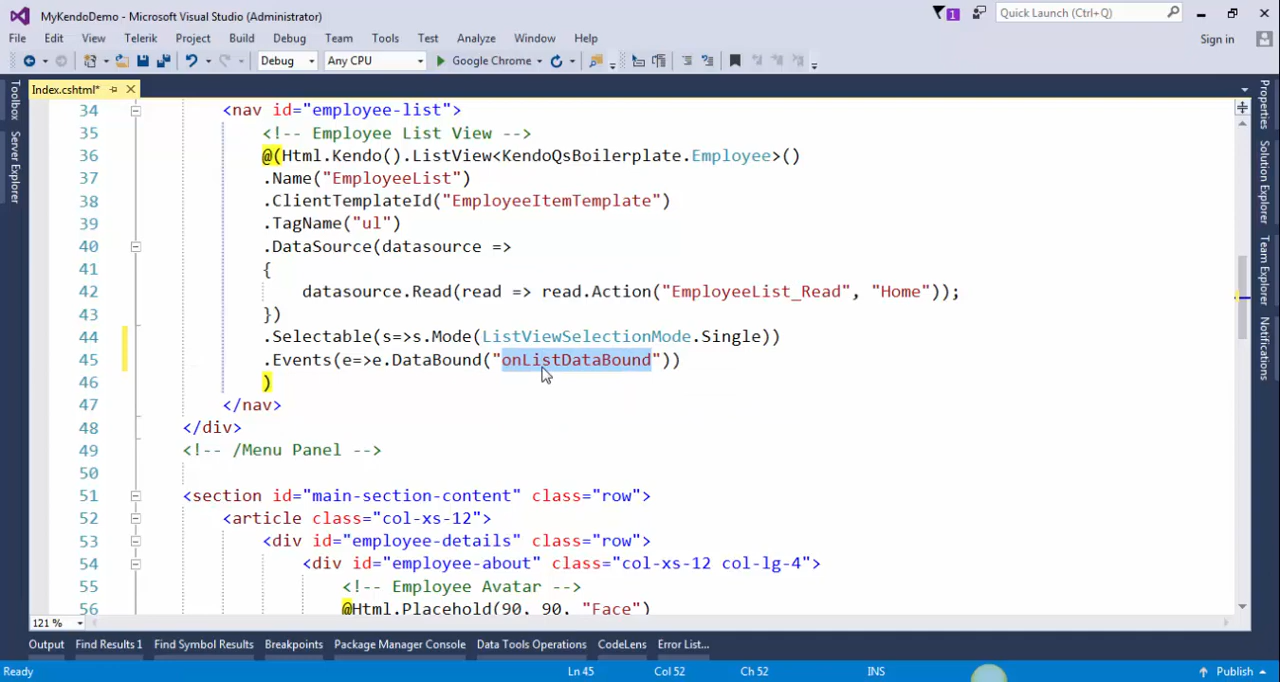 MyKendoDemo - Microsoft Visual Studio (Administrator)
1
Quick Launch (Ctrl+Q)
File Edit View Telerik Project Build Debug Team Tools Test Analyze Window Help
Sign in
Debug Any CPU Google Chrome
Index.cshtml*
Toolbox
Server Explorer
34 <nav id="employee-list">
35 <!-- Employee List View -->
36 @(Html.Kendo().ListView<KendoQsBoilerplate.Employee>()
37 .Name("EmployeeList")
38 .ClientTemplateId("EmployeeItemTemplate")
39 .TagName("ul")
40 .DataSource(datasource =>
41 {
42 datasource.Read(read => read.Action("EmployeeList_Read", "Home"));
43 })
44 .Selectable(s=>s.Mode(ListViewSelectionMode.Single))
45 .Events(e=>e.DataBound("onListDataBound"))
46 )
47 </nav>
48 </div>
49 <!-- /Menu Panel -->
50
51 <section id="main-section-content" class="row">
52 <article class="col-xs-12">
53 <div id="employee-details" class="row">
54 <div id="employee-about" class="col-xs-12 col-lg-4">
55 <!-- Employee Avatar -->
56 @Html.Placehold(90, 90, "Face")
Properties
Solution Explorer
Team Explorer
Notifications
121 %
Output Find Results 1 Find Symbol Results Breakpoints Package Manager Console Data Tools Operations CodeLens Error List...
Ready Ln 45 Col 52 Ch 52 INS Publish